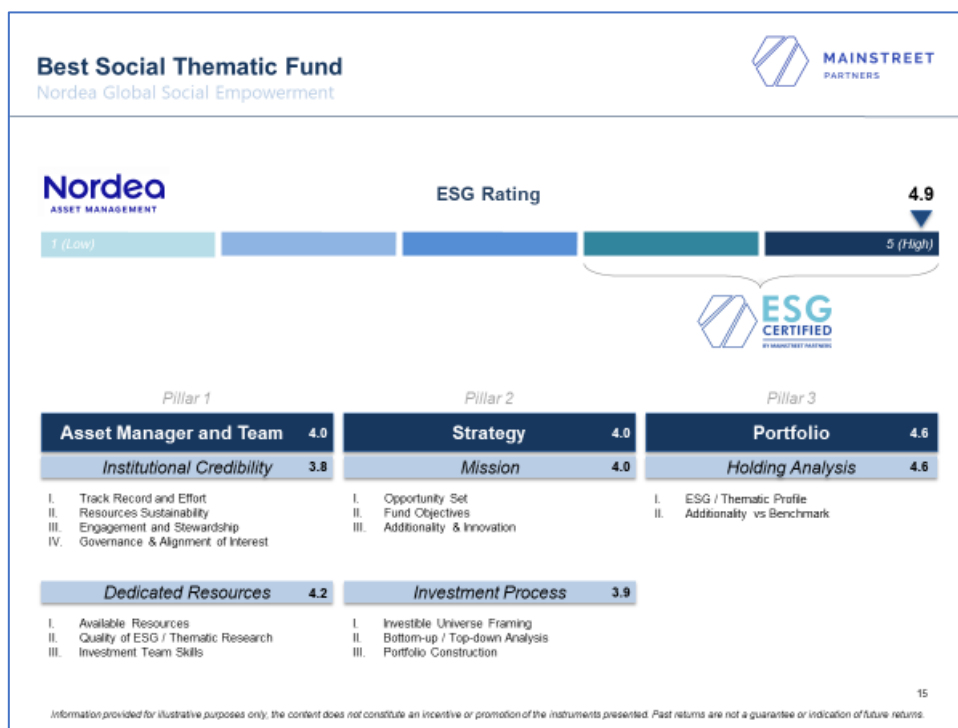 Best Social Thematic Fund
Nordea Global Social Empowerment
MAINSTREET
PARTNERS
Nordea
ASSET MANAGEMENT
ESG Rating
4.9
1 (Low)
5 (High)
ESG
CERTIFIED
BY MAINSTREET PARTNERS
Pillar 1
Pillar 2
Pillar 3
Asset Manager and Team 4.0
Strategy 4.0
Portfolio 4.6
Institutional Credibility 3.8
Mission 4.0
Holding Analysis 4.6
I. Track Record and Effort
II. Resources Sustainability
III. Engagement and Stewardship
IV. Governance & Alignment of Interest
I. Opportunity Set
II. Fund Objectives
III. Additionality & Innovation
I. ESG / Thematic Profile
II. Additionality vs Benchmark
Dedicated Resources 4.2
Investment Process 3.9
I. Available Resources
II. Quality of ESG / Thematic Research
III. Investment Team Skills
I. Investible Universe Framing
II. Bottom-up / Top-down Analysis
III. Portfolio Construction
15
Information provided for illustrative purposes only, the content does not constitute an incentive or promotion of the instruments presented. Past returns are not a guarantee or indication of future returns.